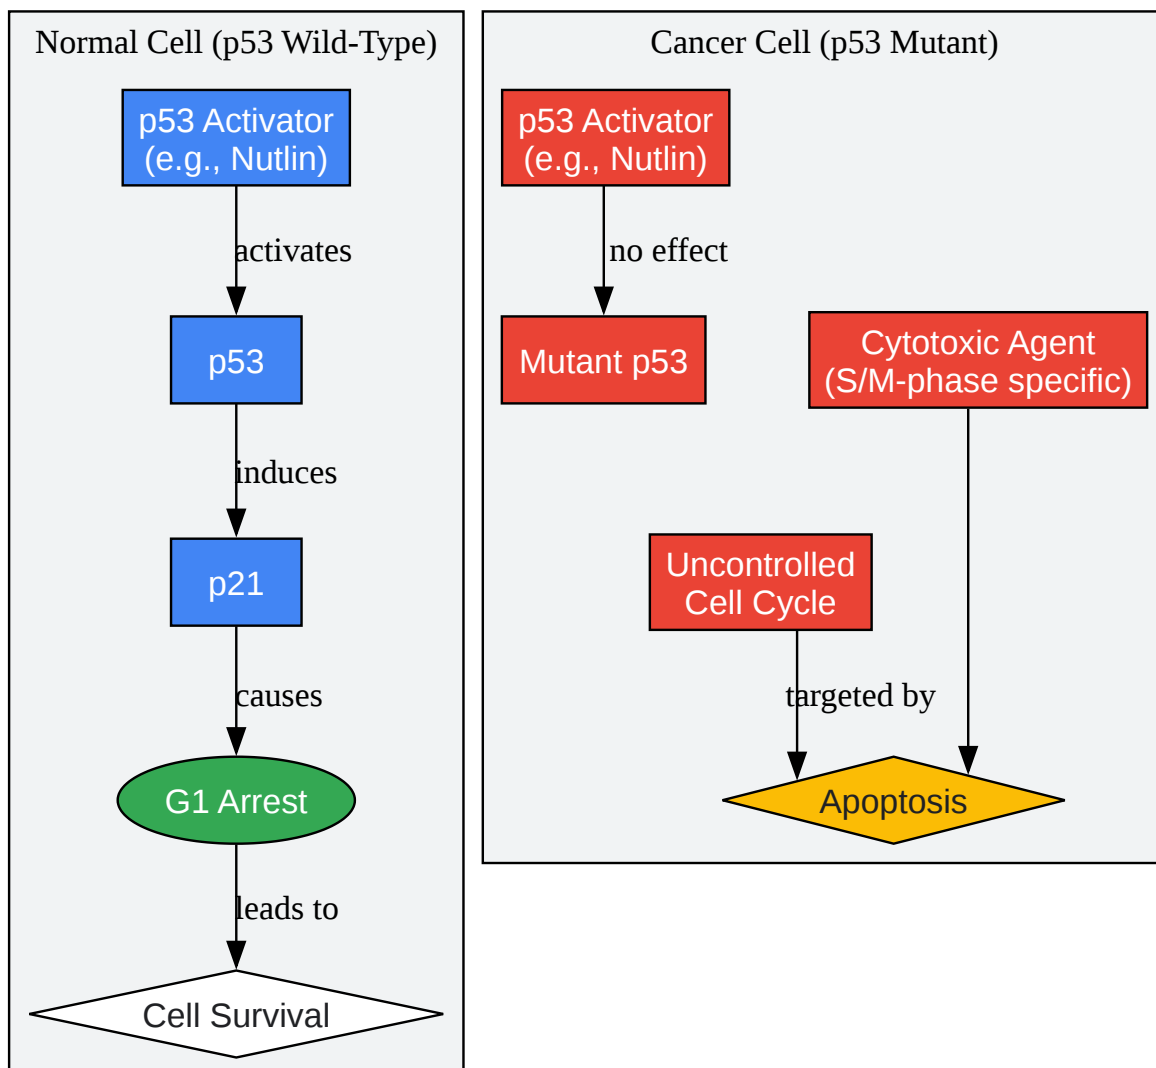 Normal Cell (p53 Wild-Type)
p53 Activator
(e.g., Nutlin)
activates
p53
induces
p21
causes
G1 Arrest
leads to
Cell Survival
Cancer Cell (p53 Mutant)
p53 Activator
(e.g., Nutlin)
no effect
Mutant p53
Cytotoxic Agent
(S/M-phase specific)
Uncontrolled
Cell Cycle
targeted by
Apoptosis